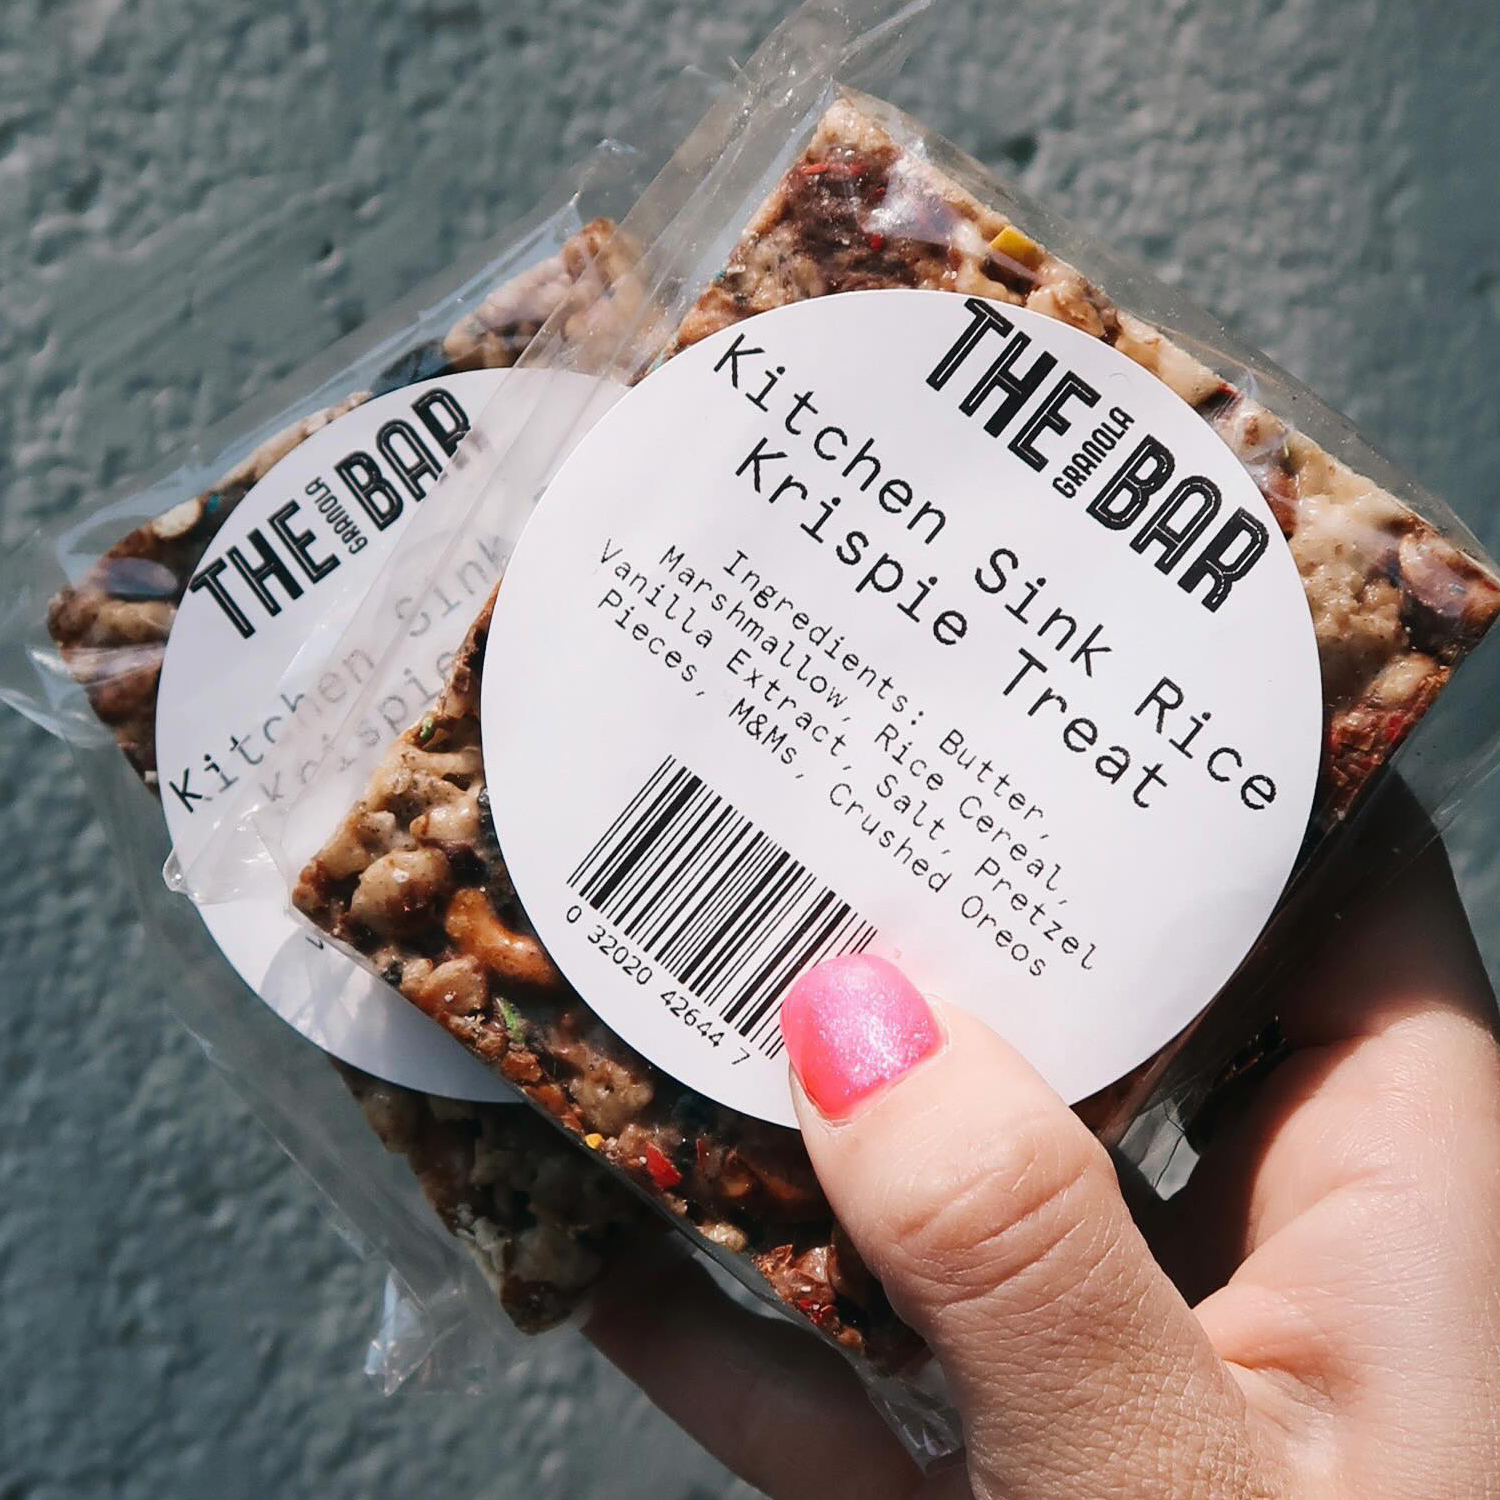 THE GRANOLA BAR
Kitchen Sink Rice
Krispie Treat
Ingredients: Butter,
Marshmallow, Rice Cereal,
Vanilla Extract, Salt, Pretzel
Pieces, M&Ms, Crushed Oreos
0 32020 42644 7
THE GRANOLA BAR
Kitchen Sink
Krispie